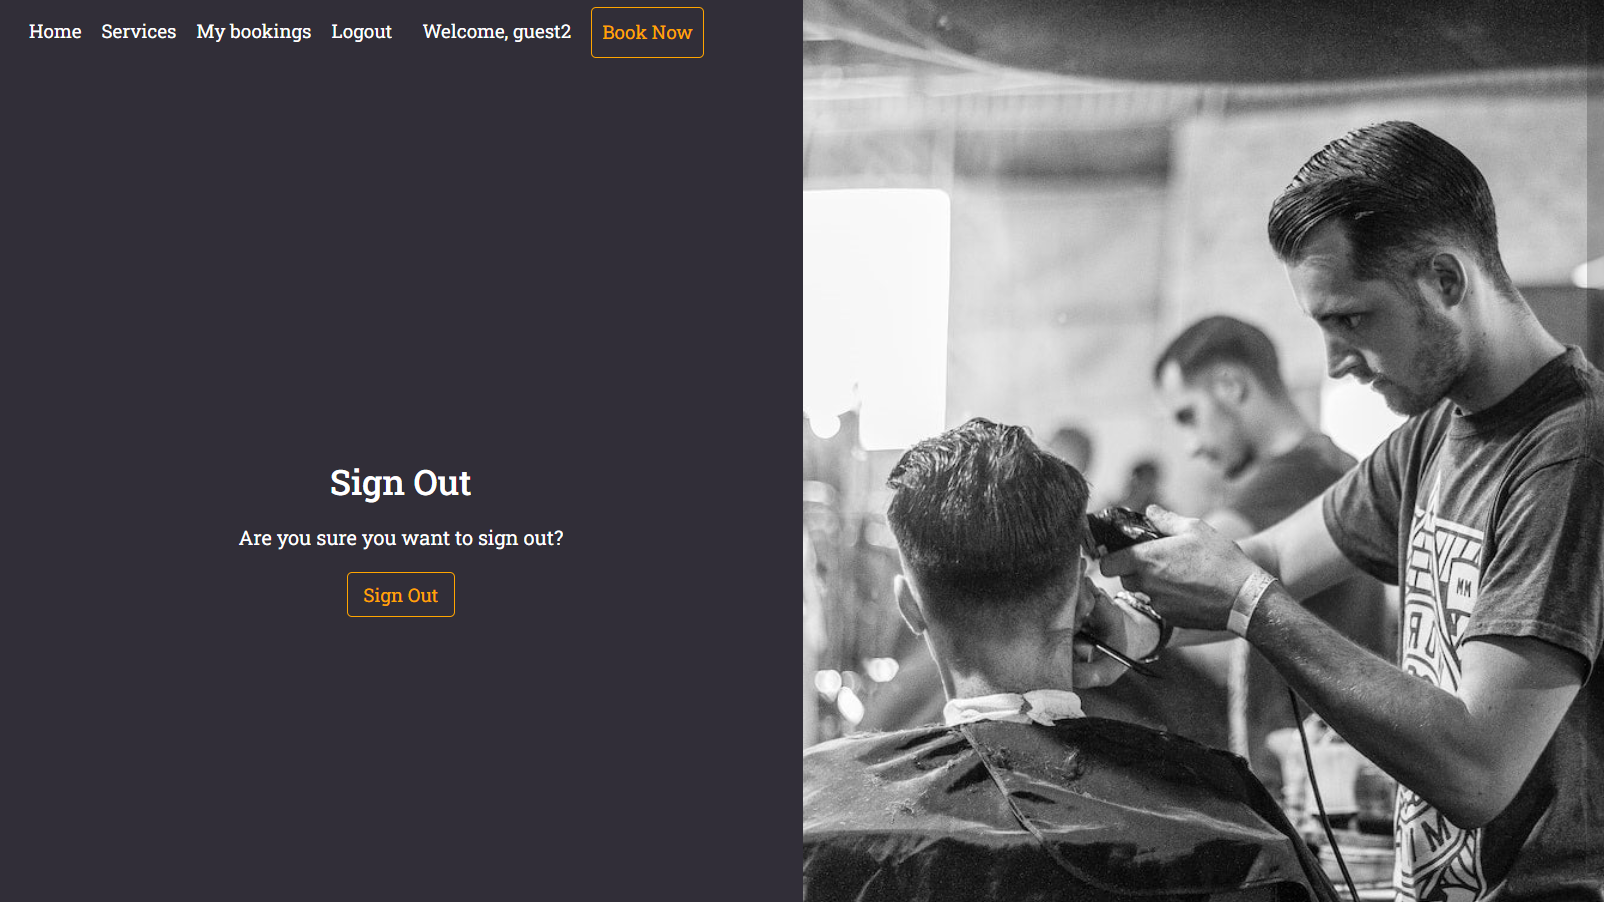 Home Services My bookings Logout Welcome, guest2 Book Now
Sign Out
Are you sure you want to sign out?
Sign Out
MM